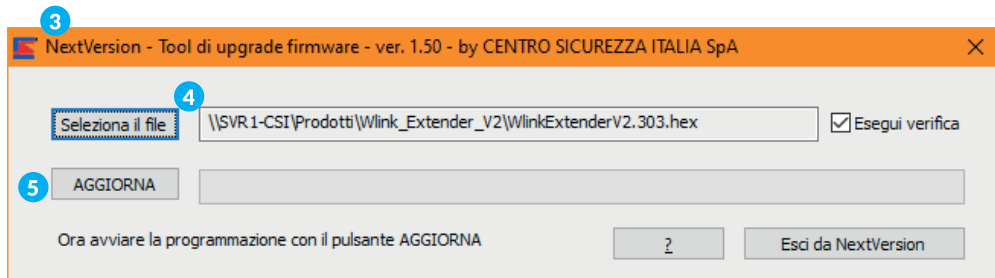 3
NextVersion - Tool di upgrade firmware - ver. 1.50 - by CENTRO SICUREZZA ITALIA SpA
4
Seleziona il file \\SVR1-CSI\Prodotti\Wlink_Extender_V2\WlinkExtenderV2.303.hex Esegui verifica
5 AGGIORNA
Ora avviare la programmazione con il pulsante AGGIORNA ? Esci da NextVersion